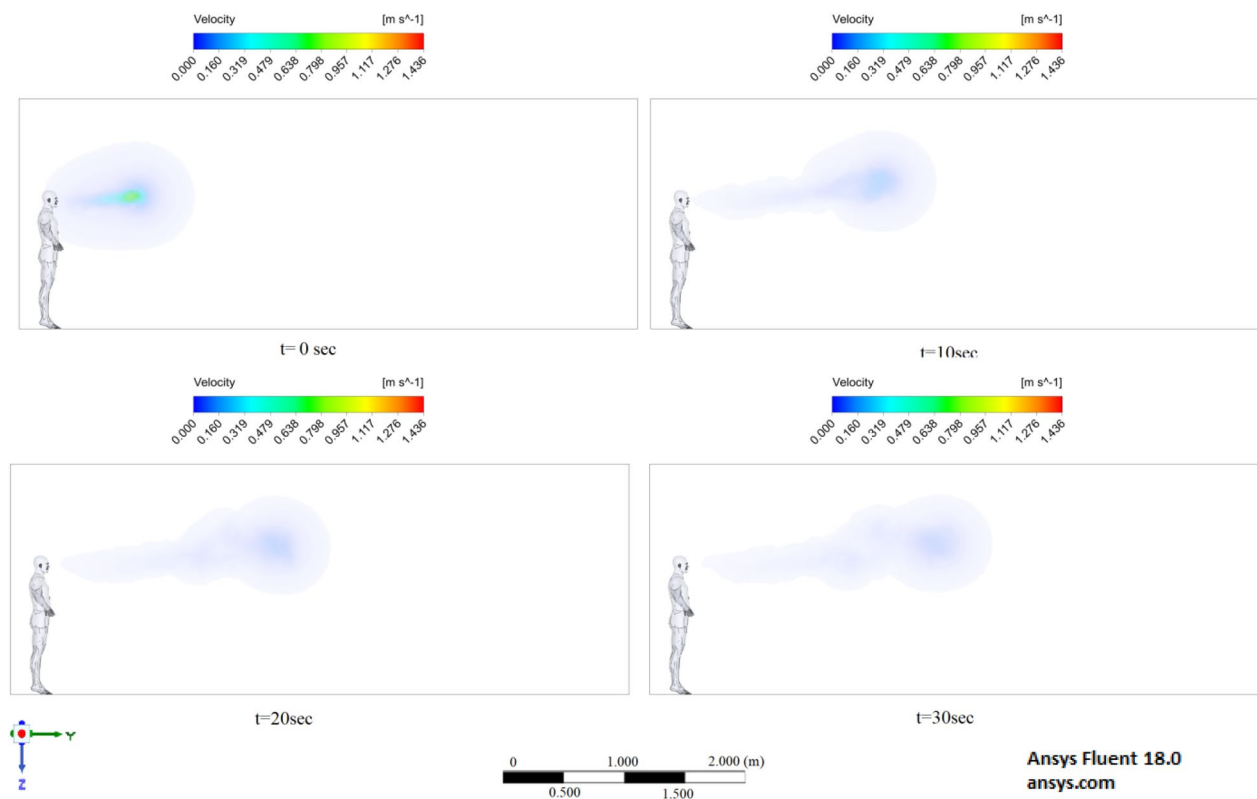 Velocity [m s^-1]
0.000 0.160 0.319 0.479 0.638 0.798 0.957 1.117 1.276 1.436
Velocity [m s^-1]
0.000 0.160 0.319 0.479 0.638 0.798 0.957 1.117 1.276 1.436
t= 0 sec
t=10sec
Velocity [m s^-1]
0.000 0.160 0.319 0.479 0.638 0.798 0.957 1.117 1.276 1.436
Velocity [m s^-1]
0.000 0.160 0.319 0.479 0.638 0.798 0.957 1.117 1.276 1.436
t=20sec
t=30sec
Y
Z
0 1.000 2.000 (m)
0.500 1.500
Ansys Fluent 18.0
ansys.com